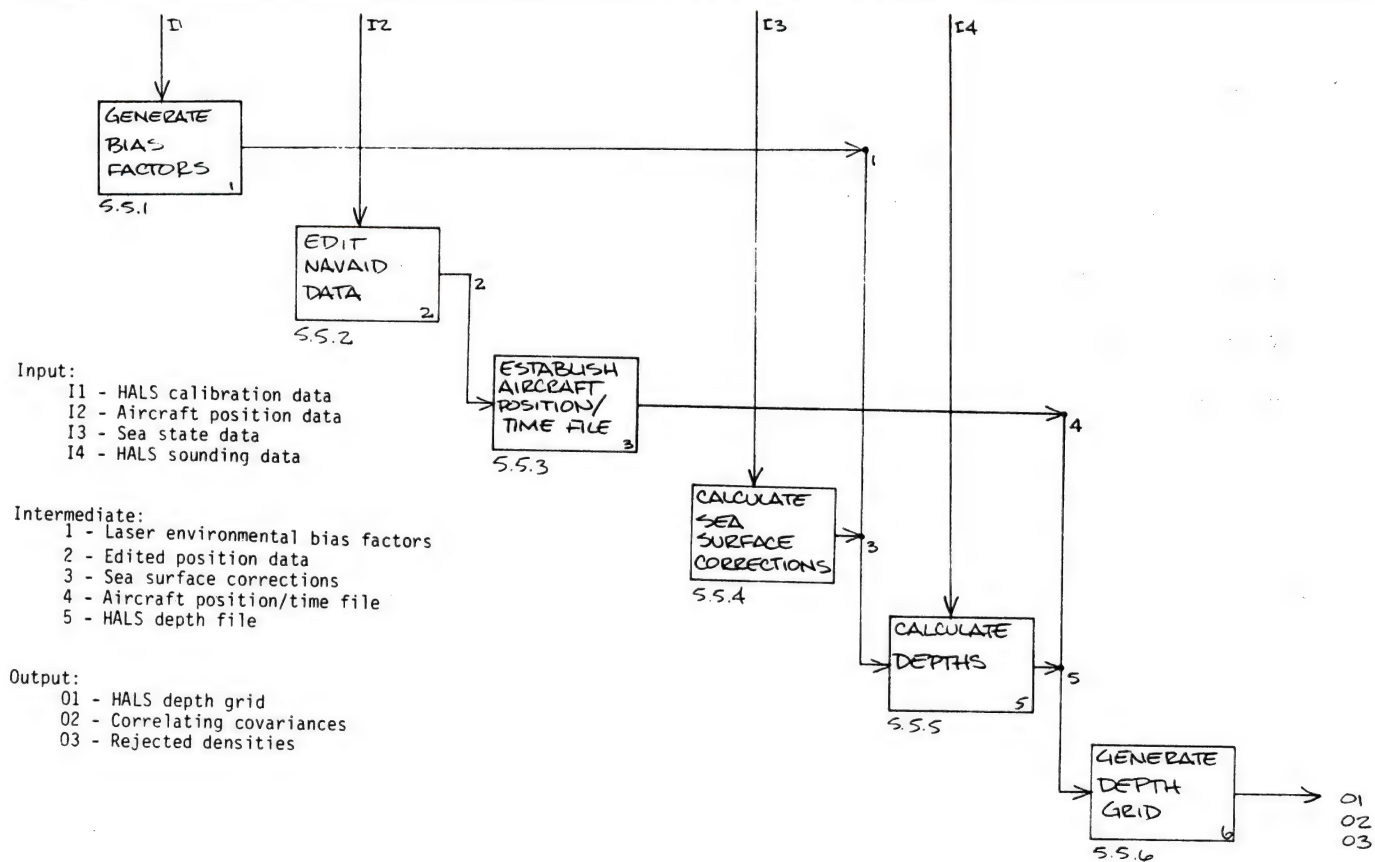 I1
I2
I3
I4
GENERATE
BIAS
FACTORS
1
5.5.1
1
EDIT
NAVAID
DATA
2
5.5.2
2
ESTABLISH
AIRCRAFT
POSITION/
TIME FILE
3
5.5.3
4
Input:
I1 - HALS calibration data
I2 - Aircraft position data
I3 - Sea state data
I4 - HALS sounding data
CALCULATE
SEA
SURFACE
CORRECTIONS
5.5.4
3
Intermediate:
1 - Laser environmental bias factors
2 - Edited position data
3 - Sea surface corrections
4 - Aircraft position/time file
5 - HALS depth file
CALCULATE
DEPTHS
5
5.5.5
5
Output:
O1 - HALS depth grid
O2 - Correlating covariances
O3 - Rejected densities
GENERATE
DEPTH
GRID
6
5.5.6
O1
O2
O3